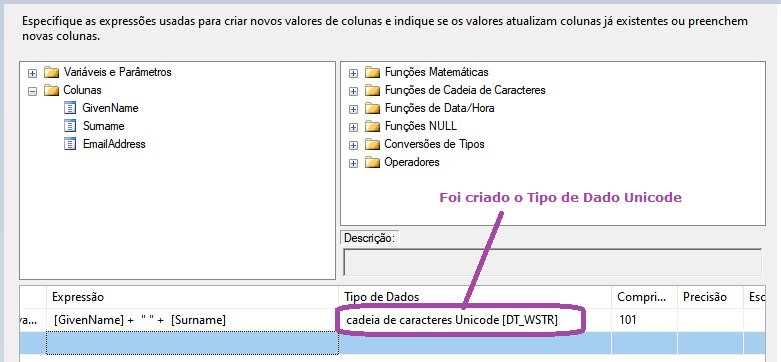 Especifique as expressões usadas para criar novos valores de colunas e indique se os valores atualizam colunas já existentes ou preenchem
novas colunas.
Variáveis e Parâmetros
Colunas
GivenName
Surname
EmailAddress
Funções Matemáticas
Funções de Cadeia de Caracteres
Funções de Data/Hora
Funções NULL
Conversões de Tipos
Operadores
Foi criado o Tipo de Dado Unicode
Descrição:
Expressão Tipo de Dados Compri... Precisão Esc
va... [GivenName] + " " + [Surname] cadeia de caracteres Unicode [DT_WSTR] 101